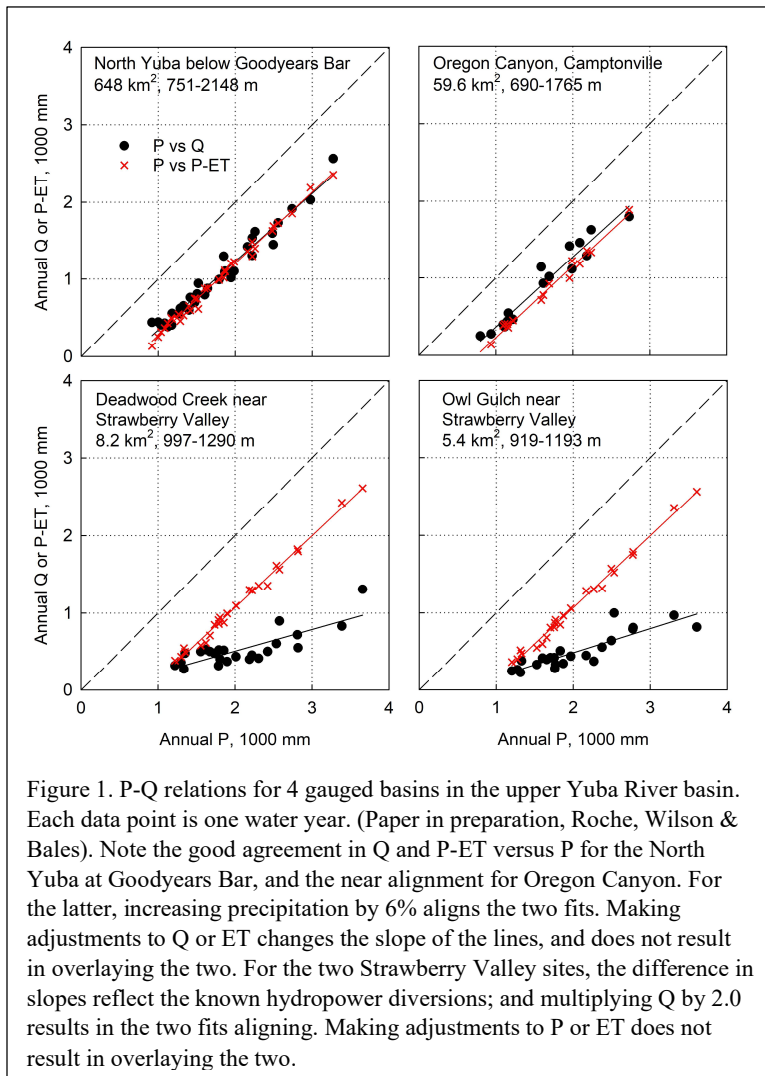 North Yuba below Goodyears Bar
648 km², 751-2148 m
P vs Q
P vs P-ET
Annual Q or P-ET, 1000 mm
4
3
2
1
0
Oregon Canyon, Camptonville
59.6 km², 690-1765 m
Deadwood Creek near
Strawberry Valley
8.2 km², 997-1290 m
Annual Q or P-ET, 1000 mm
4
3
2
1
0
Owl Gulch near
Strawberry Valley
5.4 km², 919-1193 m
0 1 2 3 4
0 1 2 3 4
Annual P, 1000 mm
Annual P, 1000 mm
Figure 1. P-Q relations for 4 gauged basins in the upper Yuba River basin.
Each data point is one water year. (Paper in preparation, Roche, Wilson &
Bales). Note the good agreement in Q and P-ET versus P for the North
Yuba at Goodyears Bar, and the near alignment for Oregon Canyon. For
the latter, increasing precipitation by 6% aligns the two fits. Making
adjustments to Q or ET changes the slope of the lines, and does not result
in overlaying the two. For the two Strawberry Valley sites, the difference in
slopes reflect the known hydropower diversions; and multiplying Q by 2.0
results in the two fits aligning. Making adjustments to P or ET does not
result in overlaying the two.